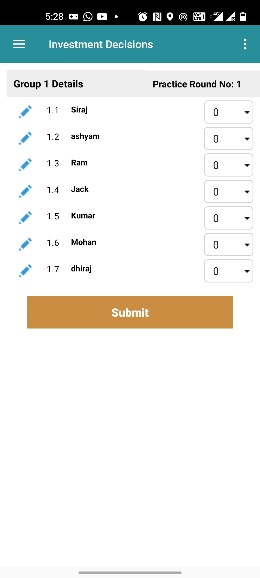 5:28
Investment Decisions
Group 1 Details Practice Round No: 1
1.1 Siraj 0
1.2 ashyam 0
1.3 Ram 0
1.4 Jack 0
1.5 Kumar 0
1.6 Mohan 0
1.7 dhiraj 0
Submit